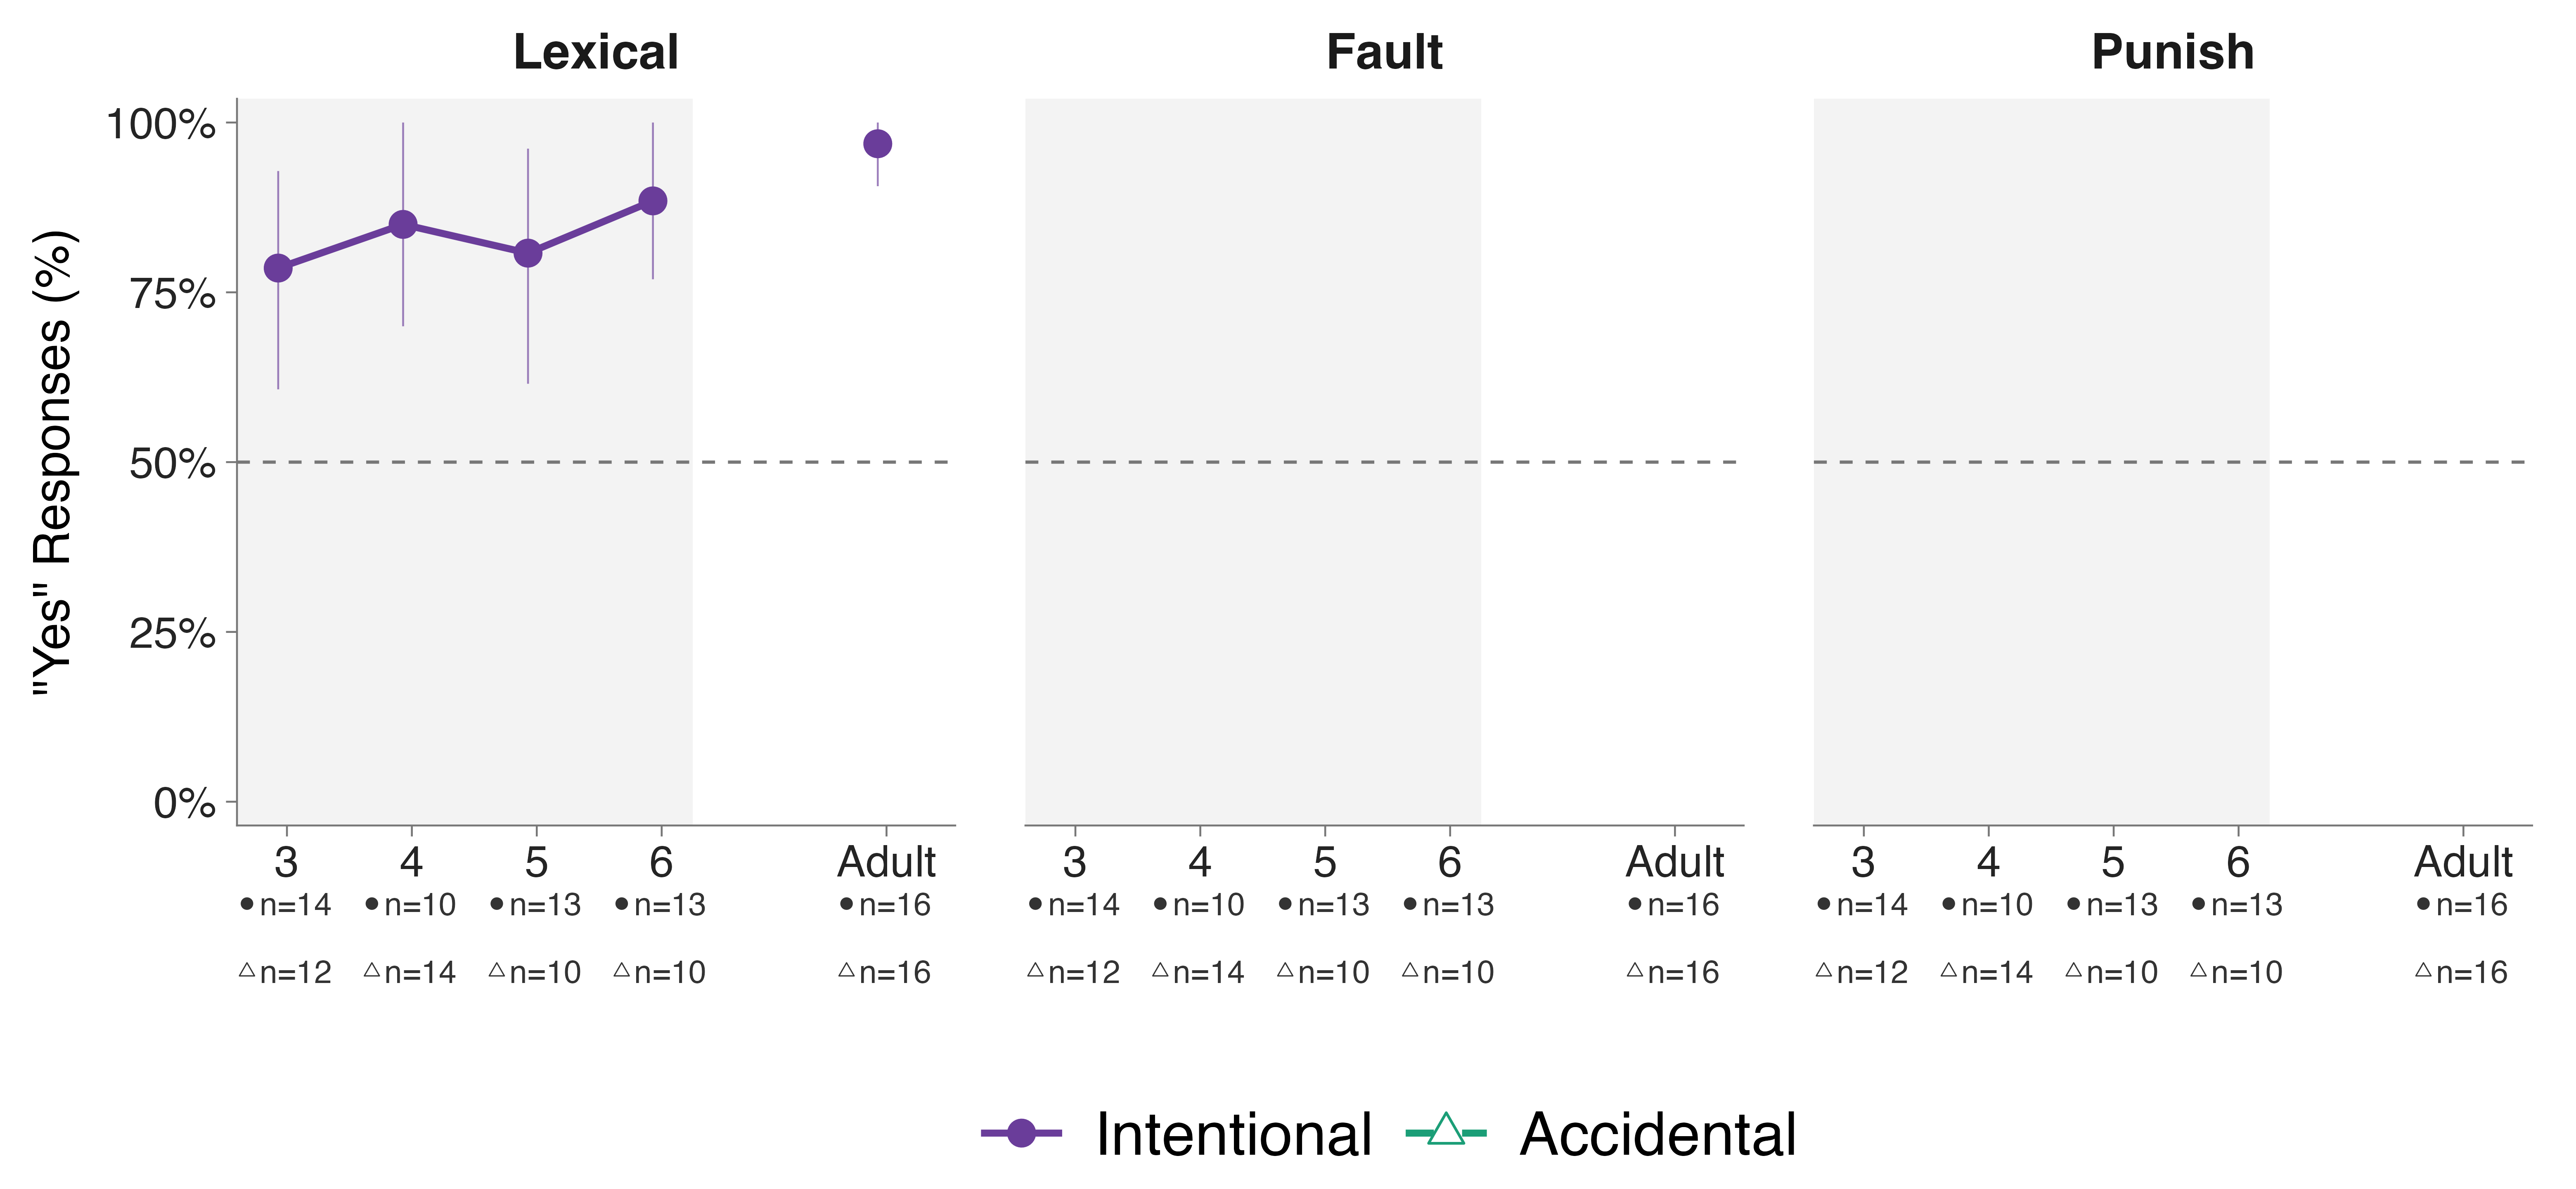 Lexical Fault Punish
"Yes" Responses (%)
100%
75%
50%
25%
0%
3 4 5 6 Adult 3 4 5 6 Adult 3 4 5 6 Adult
n=14 n=10 n=13 n=13 n=16 n=14 n=10 n=13 n=13 n=16 n=14 n=10 n=13 n=13 n=16
n=12 n=14 n=10 n=10 n=16 n=12 n=14 n=10 n=10 n=16 n=12 n=14 n=10 n=10 n=16
Intentional Accidental